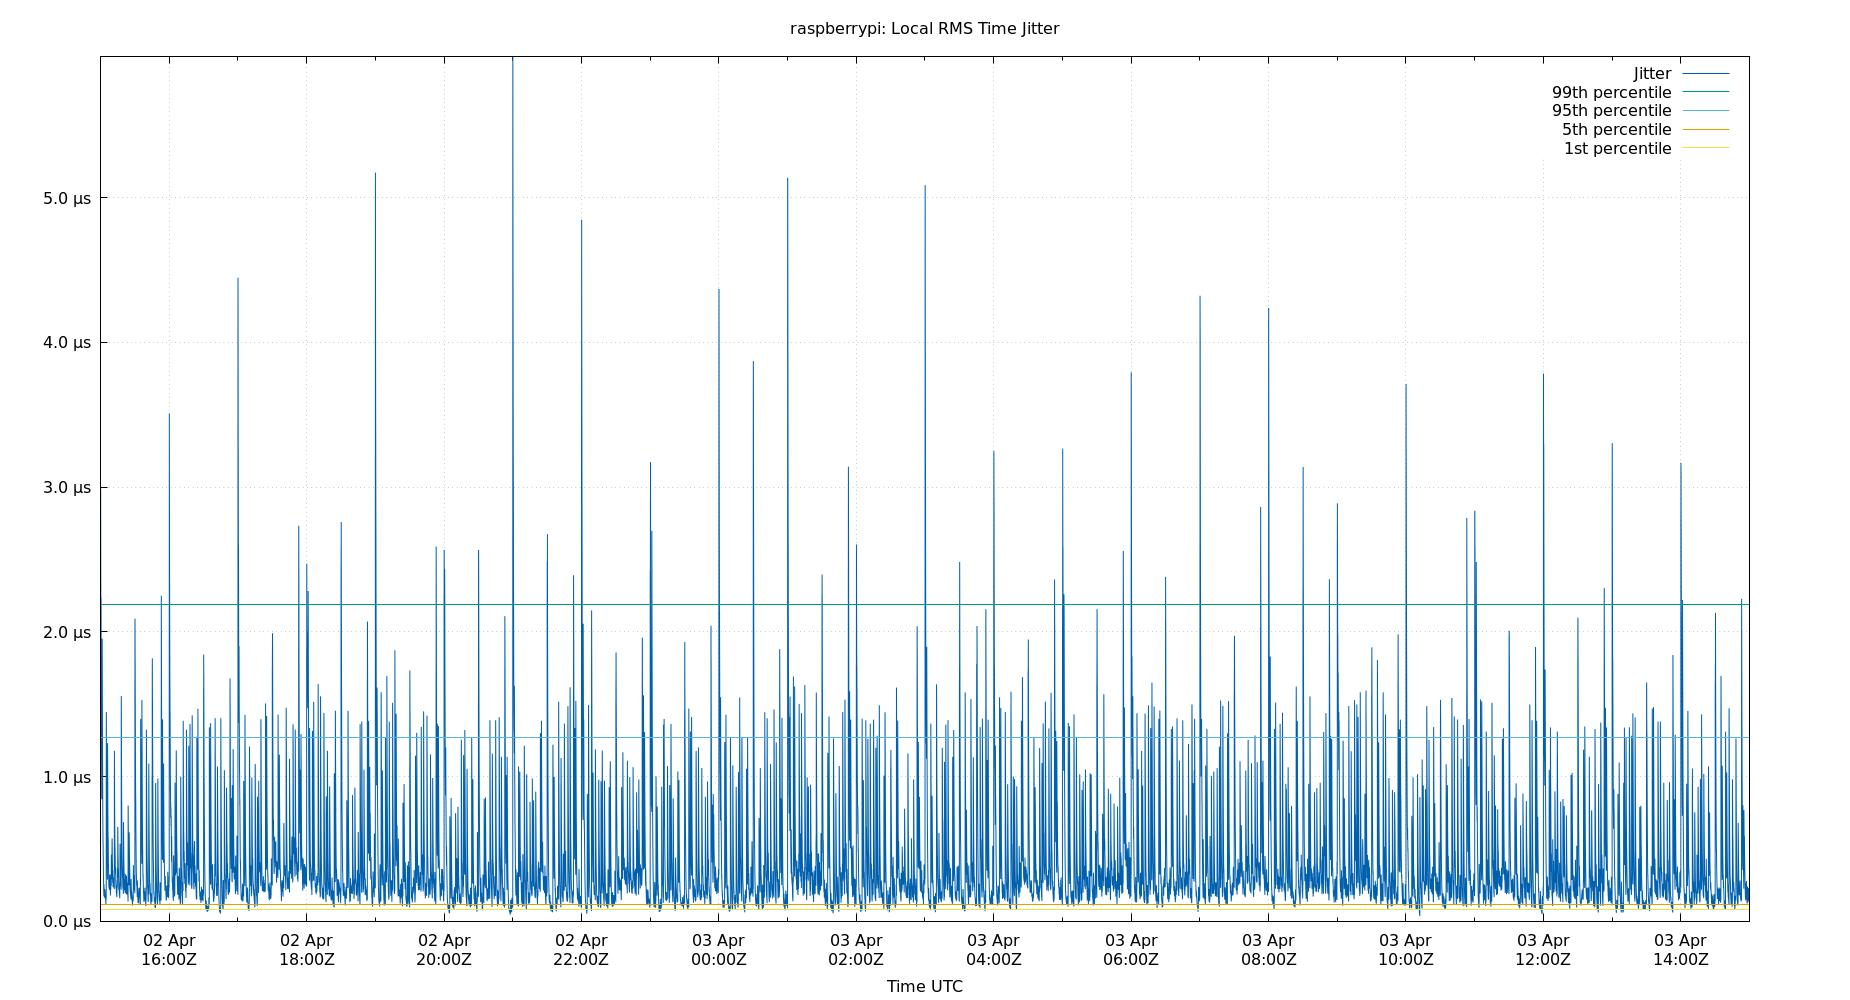 raspberrypi: Local RMS Time Jitter
Jitter
99th percentile
95th percentile
5th percentile
1st percentile
5.0 µs
4.0 µs
3.0 µs
2.0 µs
1.0 µs
0.0 µs
02 Apr 02 Apr 02 Apr 02 Apr 03 Apr 03 Apr 03 Apr 03 Apr 03 Apr 03 Apr 03 Apr 03 Apr
16:00Z 18:00Z 20:00Z 22:00Z 00:00Z 02:00Z 04:00Z 06:00Z 08:00Z 10:00Z 12:00Z 14:00Z
Time UTC